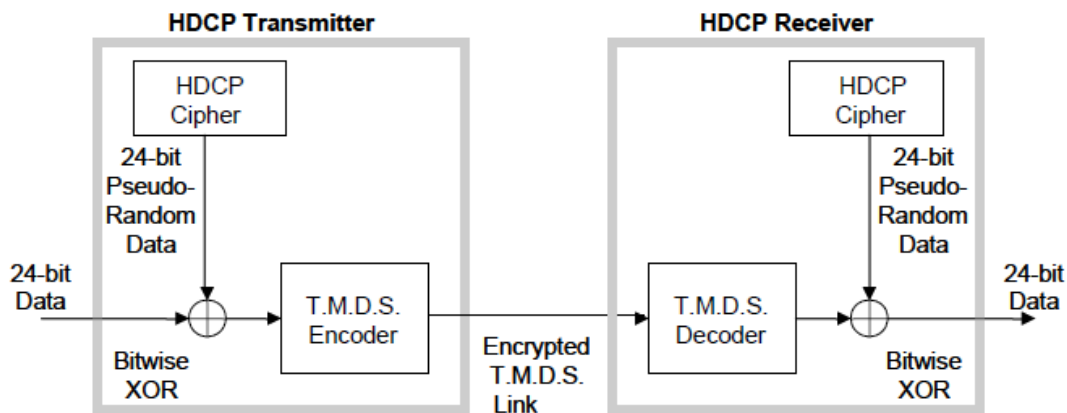 HDCP Transmitter
HDCP Receiver
HDCP
Cipher
HDCP
Cipher
24-bit
Pseudo-
Random
Data
24-bit
Pseudo-
Random
Data
24-bit
Data
T.M.D.S.
Encoder
T.M.D.S.
Decoder
24-bit
Data
Bitwise
XOR
Encrypted
T.M.D.S.
Link
Bitwise
XOR